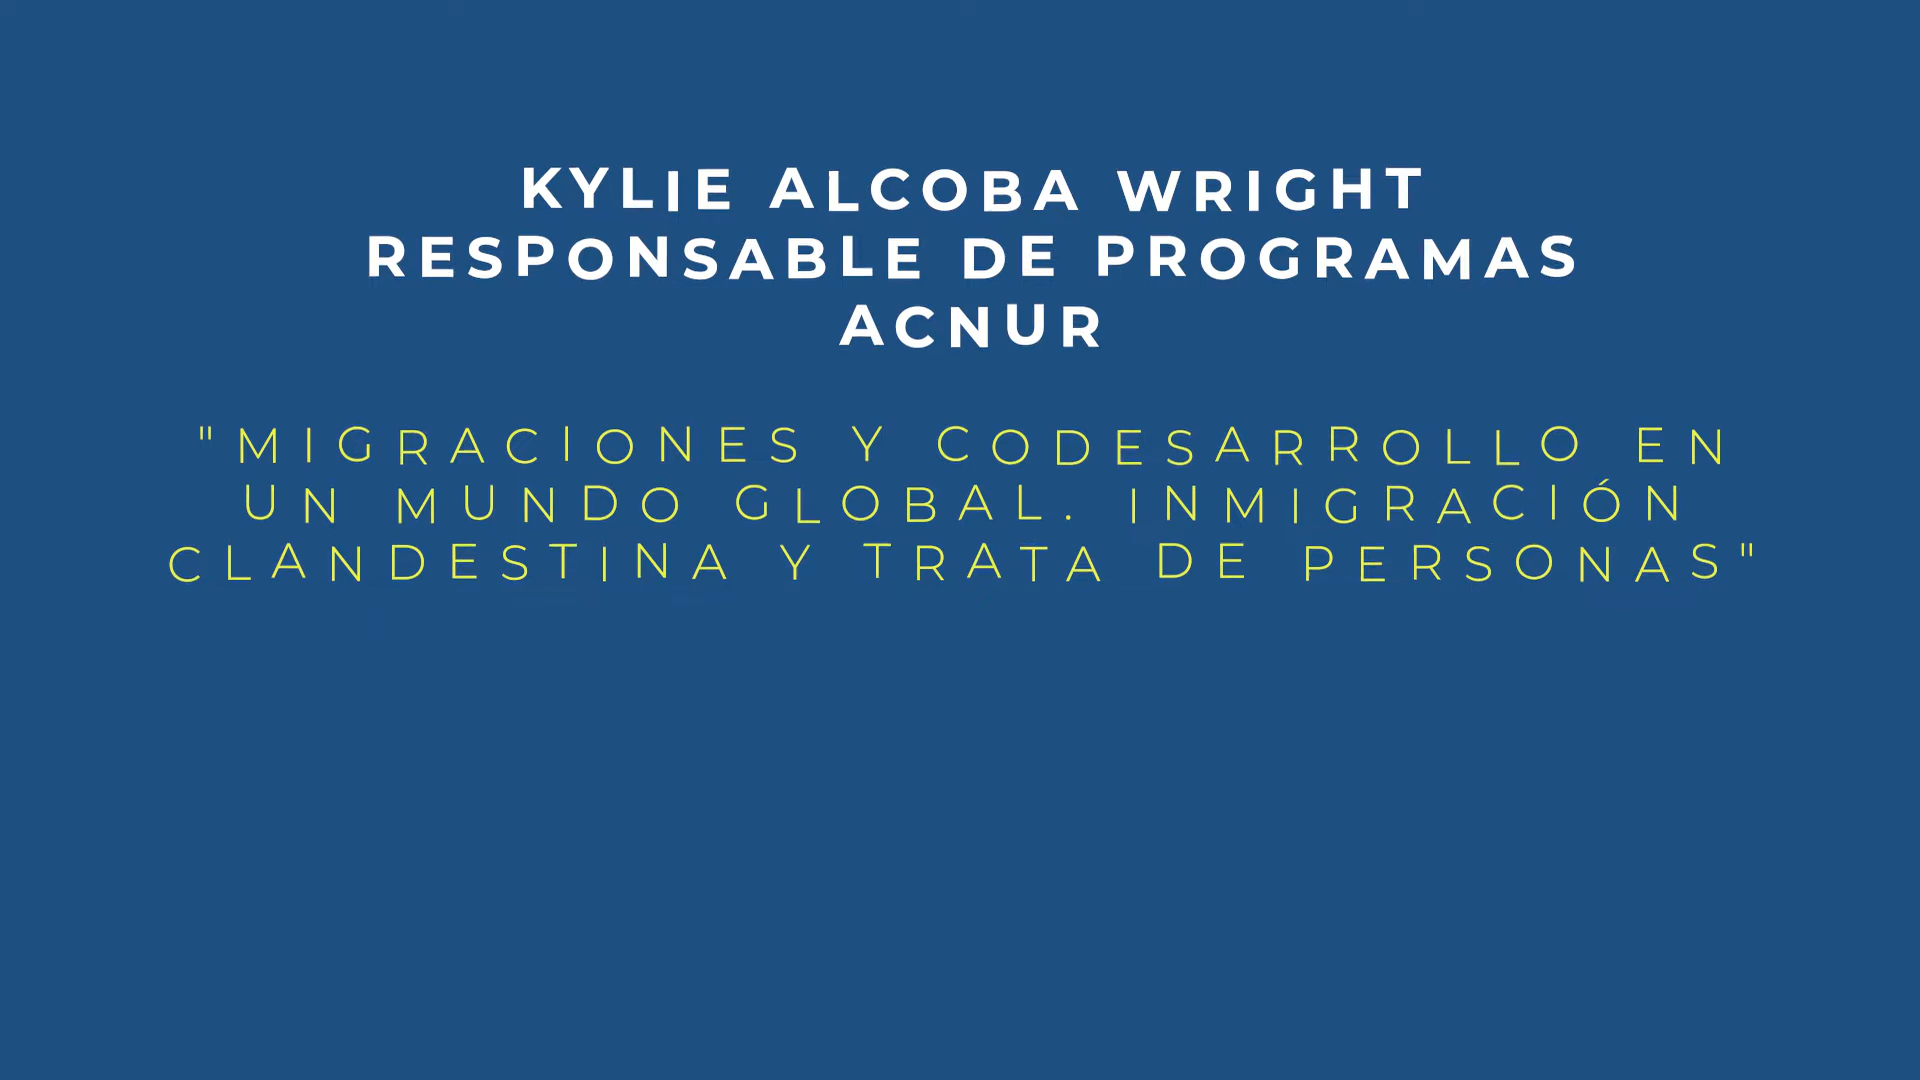 KYLIE ALCOBA WRIGHT
RESPONSABLE DE PROGRAMAS
ACNUR
"MIGRACIONES Y CODESARROLLO EN
UN MUNDO GLOBAL. INMIGRACIÓN
CLANDESTINA Y TRATA DE PERSONAS"